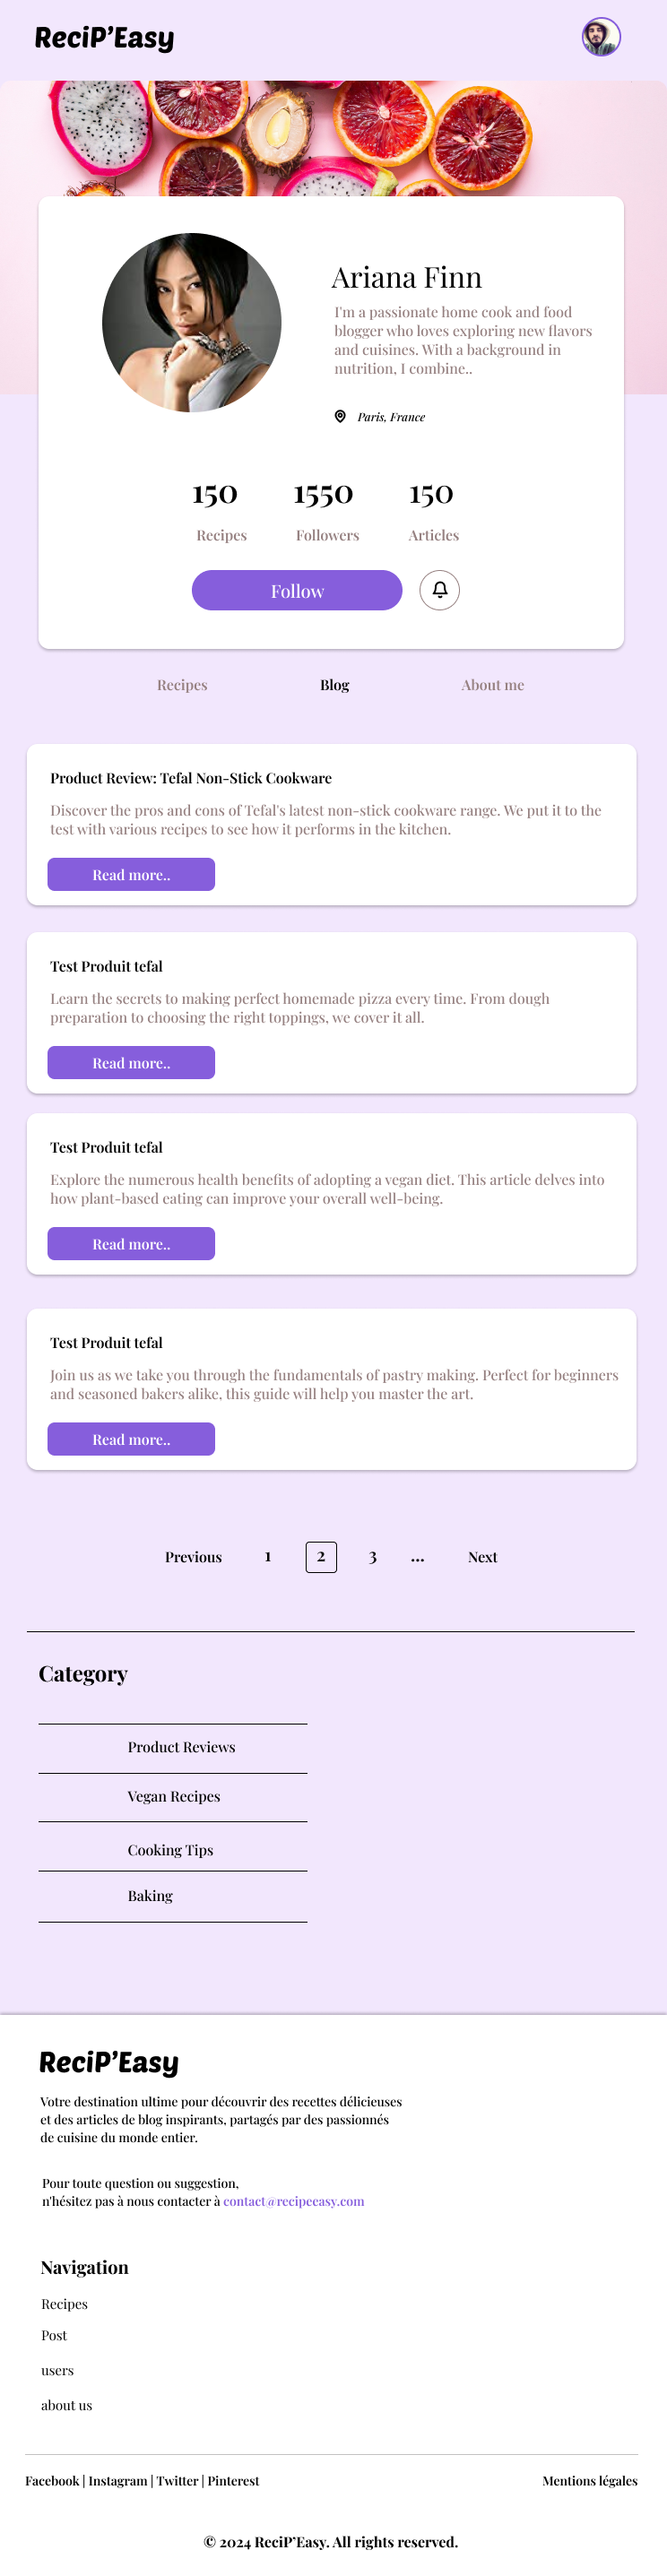 ReciP'Easy
Ariana Finn
I'm a passionate home cook and food
blogger who loves exploring new flavors
and cuisines. With a background in
nutrition, I combine..
Paris, France
150 1550 150
Recipes Followers Articles
Follow
Recipes Blog About me
Product Review: Tefal Non-Stick Cookware
Discover the pros and cons of Tefal's latest non-stick cookware range. We put it to the
test with various recipes to see how it performs in the kitchen.
Read more..
Test Produit tefal
Learn the secrets to making perfect homemade pizza every time. From dough
preparation to choosing the right toppings, we cover it all.
Read more..
Test Produit tefal
Explore the numerous health benefits of adopting a vegan diet. This article delves into
how plant-based eating can improve your overall well-being.
Read more..
Test Produit tefal
Join us as we take you through the fundamentals of pastry making. Perfect for beginners
and seasoned bakers alike, this guide will help you master the art.
Read more..
Previous 1 2 3 ... Next
Category
Product Reviews
Vegan Recipes
Cooking Tips
Baking
ReciP'Easy
Votre destination ultime pour découvrir des recettes délicieuses
et des articles de blog inspirants, partagés par des passionnés
de cuisine du monde entier.
Pour toute question ou suggestion,
n'hésitez pas à nous contacter à contact@recipeeasy.com
Navigation
Recipes
Post
users
about us
Facebook | Instagram | Twitter | Pinterest Mentions légales
© 2024 ReciP'Easy. All rights reserved.